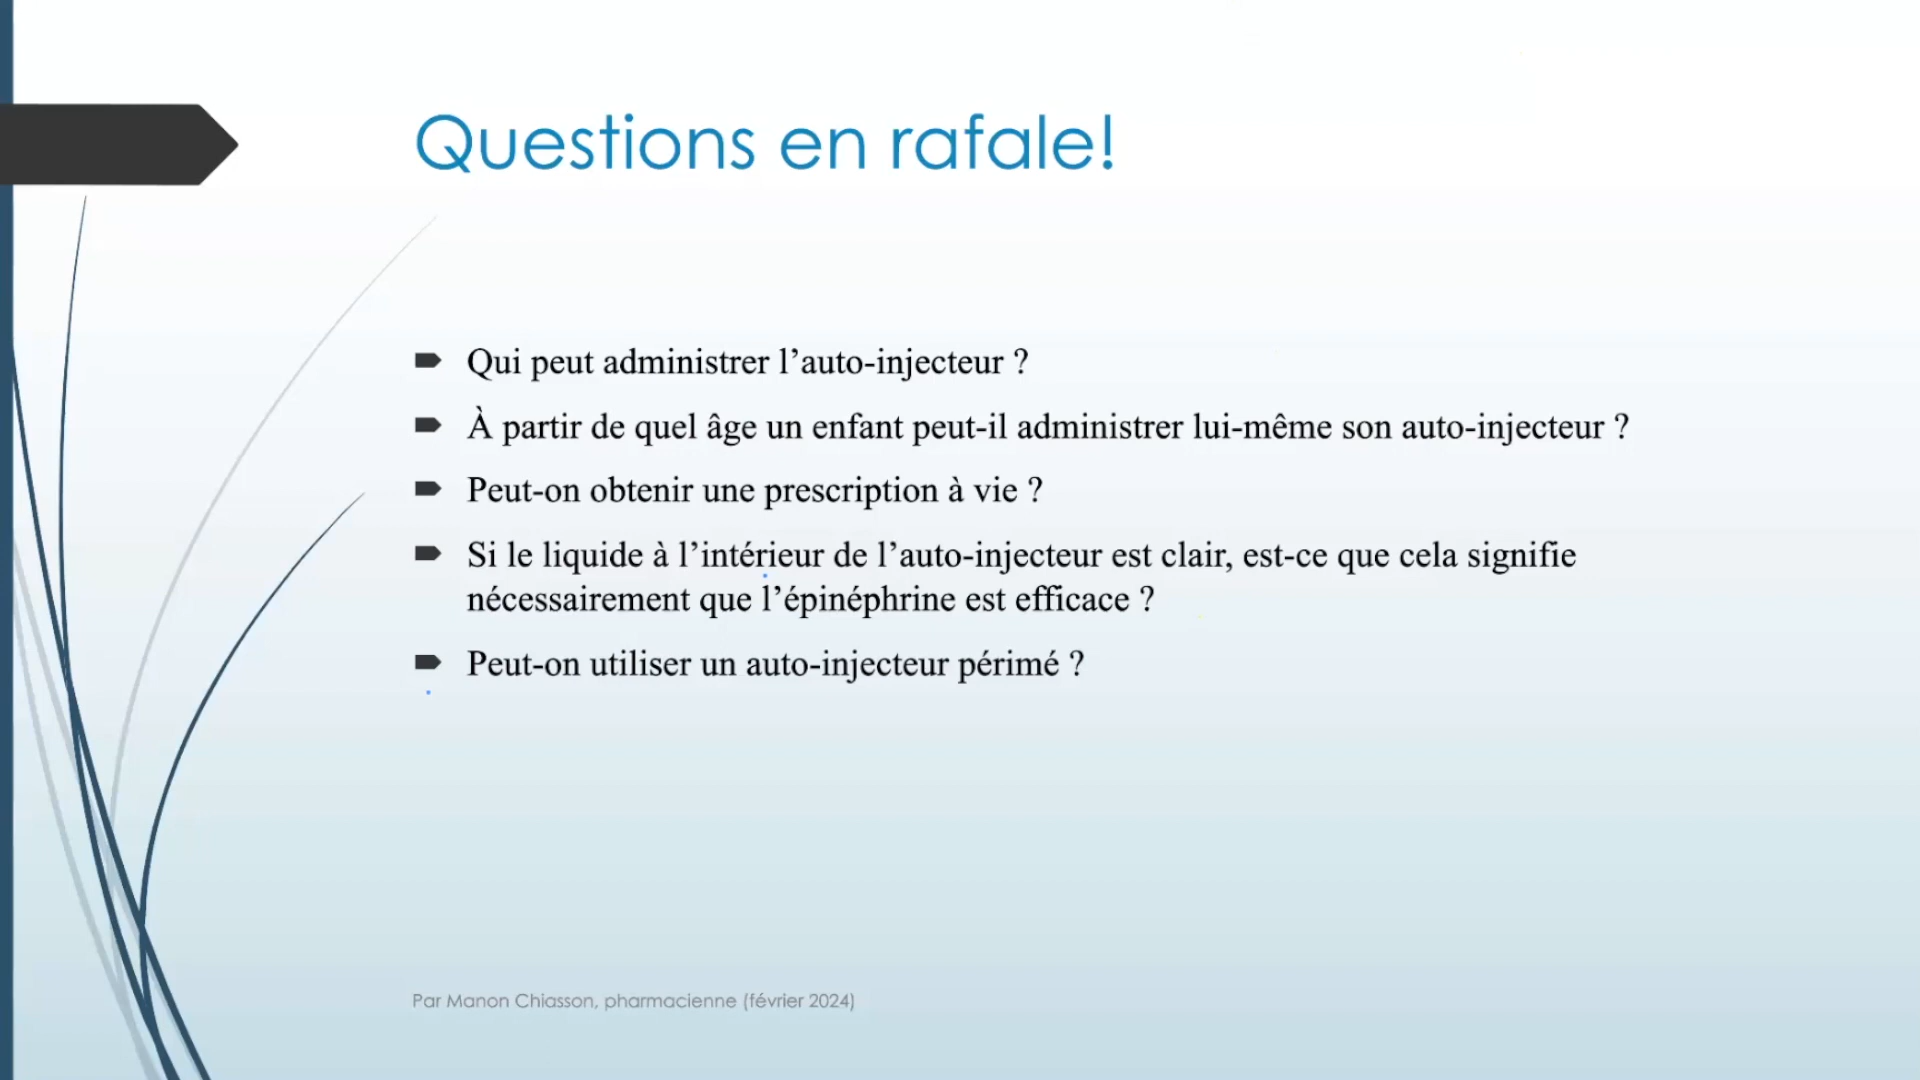 Questions en rafale!
Qui peut administrer l’auto-injecteur ?
À partir de quel âge un enfant peut-il administrer lui-même son auto-injecteur ?
Peut-on obtenir une prescription à vie ?
Si le liquide à l’intérieur de l’auto-injecteur est clair, est-ce que cela signifie
nécessairement que l’épinéphrine est efficace ?
Peut-on utiliser un auto-injecteur périmé ?
Par Manon Chiasson, pharmacienne (février 2024)